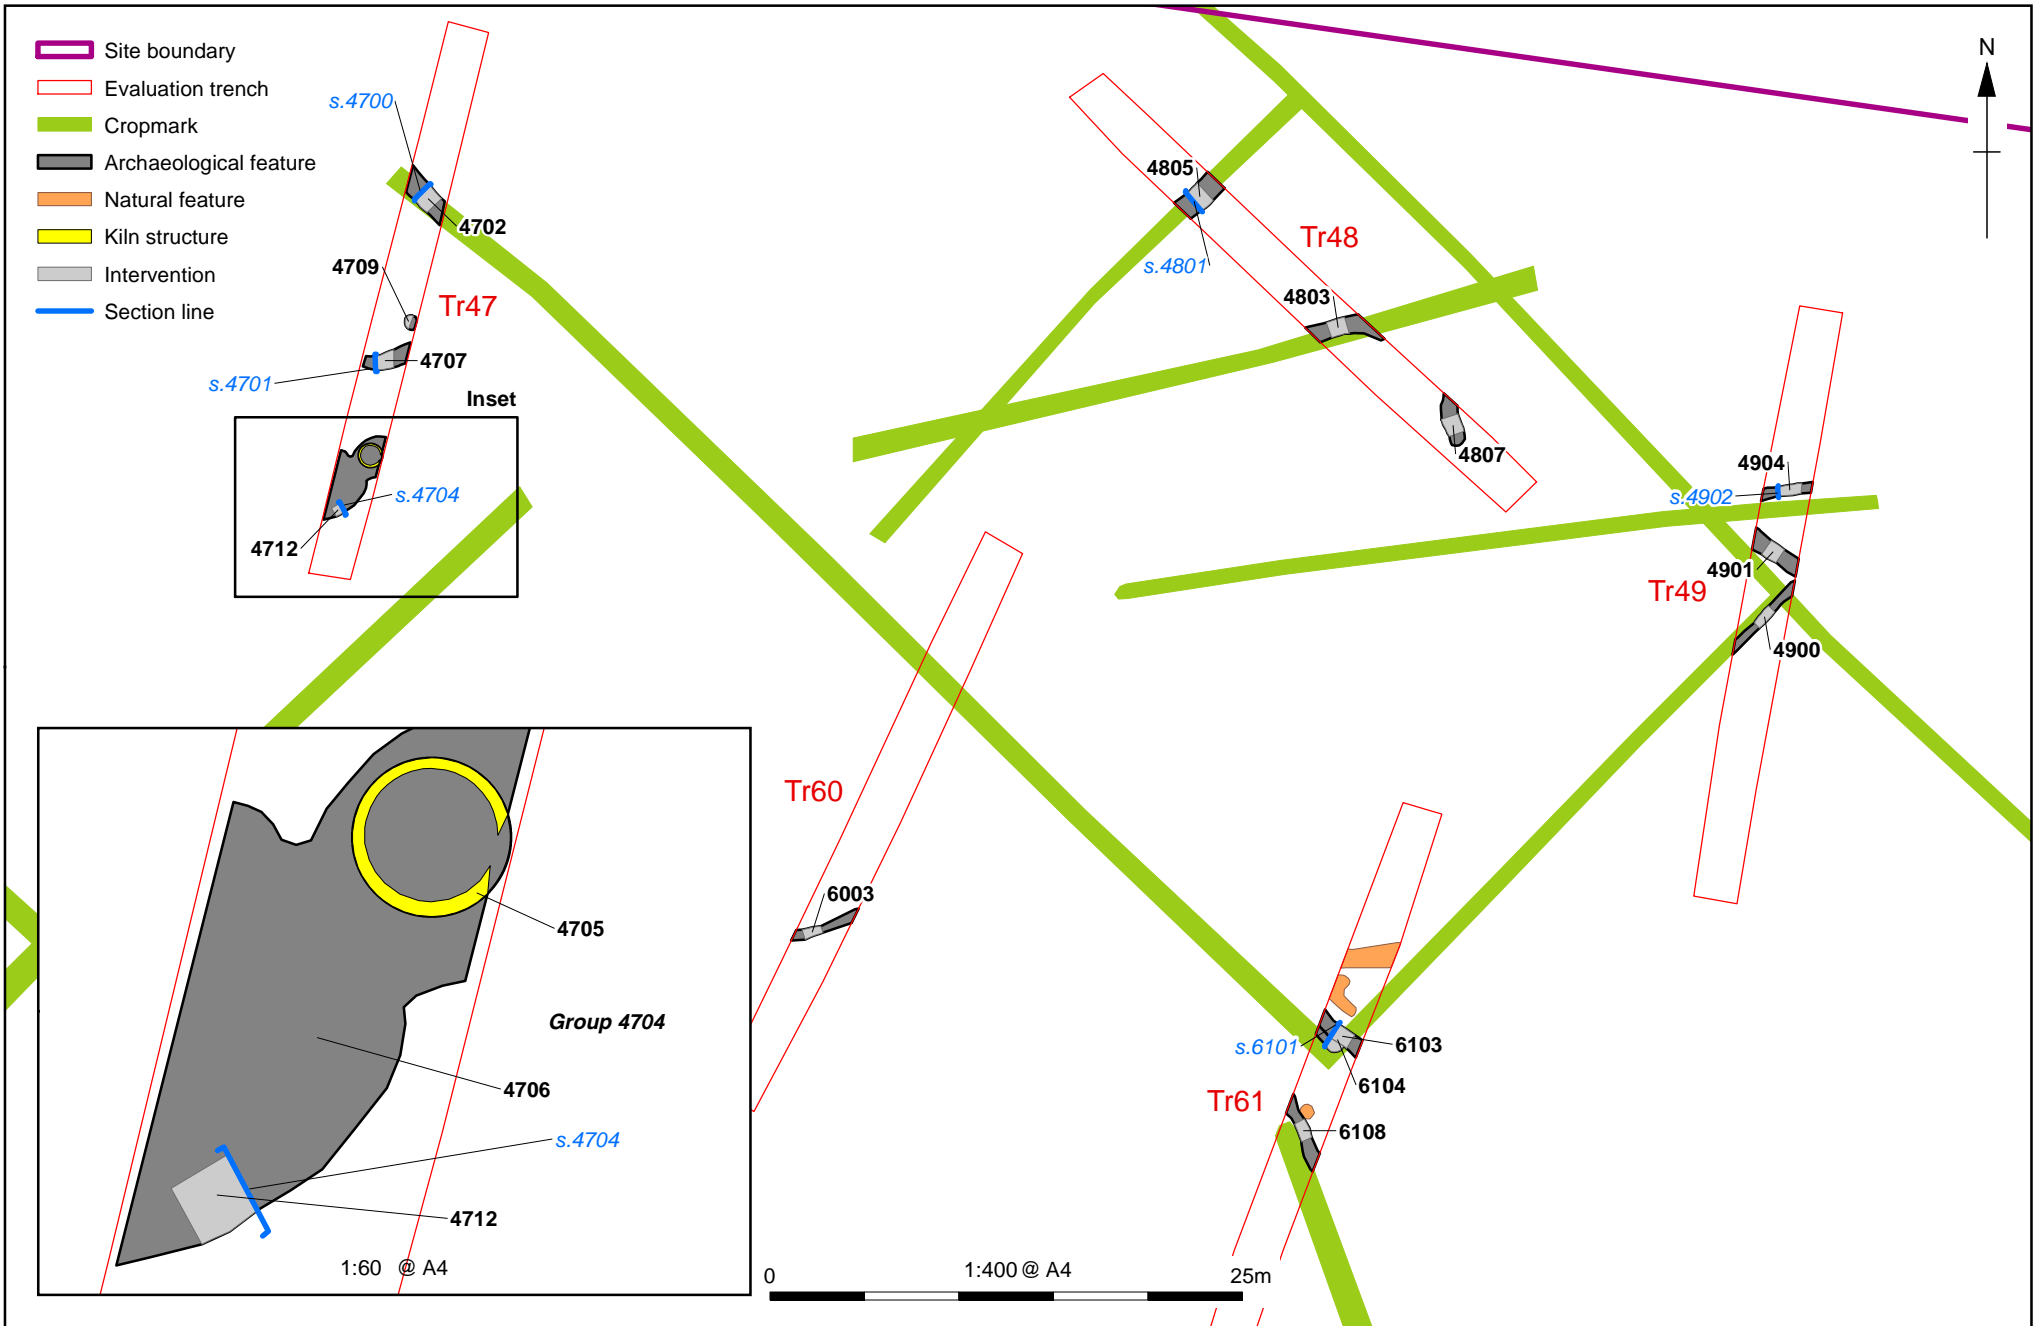 Site boundary
Evaluation trench
Cropmark
Archaeological feature
Natural feature
Kiln structure
Intervention
Section line
s.4700
4702
4709
Tr47
4707
s.4701
Inset
s.4704
4712
N
4805
Tr48
s.4801
4803
4807
4904
s.4902
4901
Tr49
4900
Tr60
6003
s.6101
6103
6104
Tr61
6108
4705
Group 4704
4706
s.4704
4712
1:60 @ A4
0
1:400 @ A4
25m